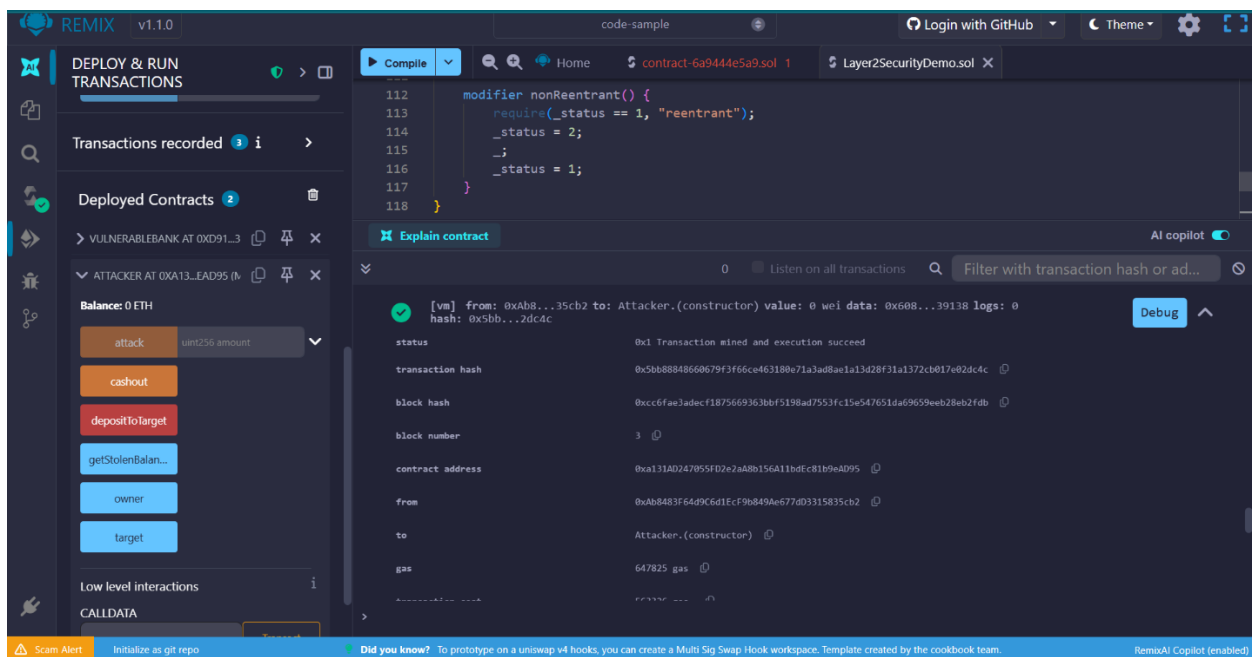 REMIX v1.1.0 code-sample Login with GitHub Theme
DEPLOY & RUN
TRANSACTIONS
Transactions recorded 3 i
Deployed Contracts 2
VULNERABLEBANK AT 0XD91...3
ATTACKER AT 0XA13...EAD95 (M
Balance: 0 ETH
attack uint256 amount
cashout
depositToTarget
getStolenBalan...
owner
target
Low level interactions i
CALLDATA
Compile Home contract-6a9444e5a9.sol 1 Layer2SecurityDemo.sol
112 modifier nonReentrant() {
113 require(_status == 1, "reentrant");
114 _status = 2;
115 _;
116 _status = 1;
117 }
118 }
Explain contract AI copilot
0 Listen on all transactions Filter with transaction hash or ad...
[vm] from: 0xAb8...35cb2 to: Attacker.(constructor) value: 0 wei data: 0x608...39138 logs: 0
hash: 0x5bb...2dc4c
Debug
status 0x1 Transaction mined and execution succeed
transaction hash 0x5bb88848660679f3f66ce463180e71a3ad8ae1a13d28f31a1372cb017e02dc4c
block hash 0xcc6fae3adecf1875669363bbf5198ad7553fc15e547651da69659eeb28eb2fdb
block number 3
contract address 0xa131AD247055FD2e2aA8b156A11bdEc81b9eAD95
from 0xAb8483F64d9C6d1EcF9b849Ae677dD3315835cb2
to Attacker.(constructor)
gas 647825 gas
>
Scam Alert Initialize as git repo Did you know? To prototype on a uniswap v4 hooks, you can create a Multi Sig Swap Hook workspace. Template created by the cookbook team. RemixAI Copilot (enabled)